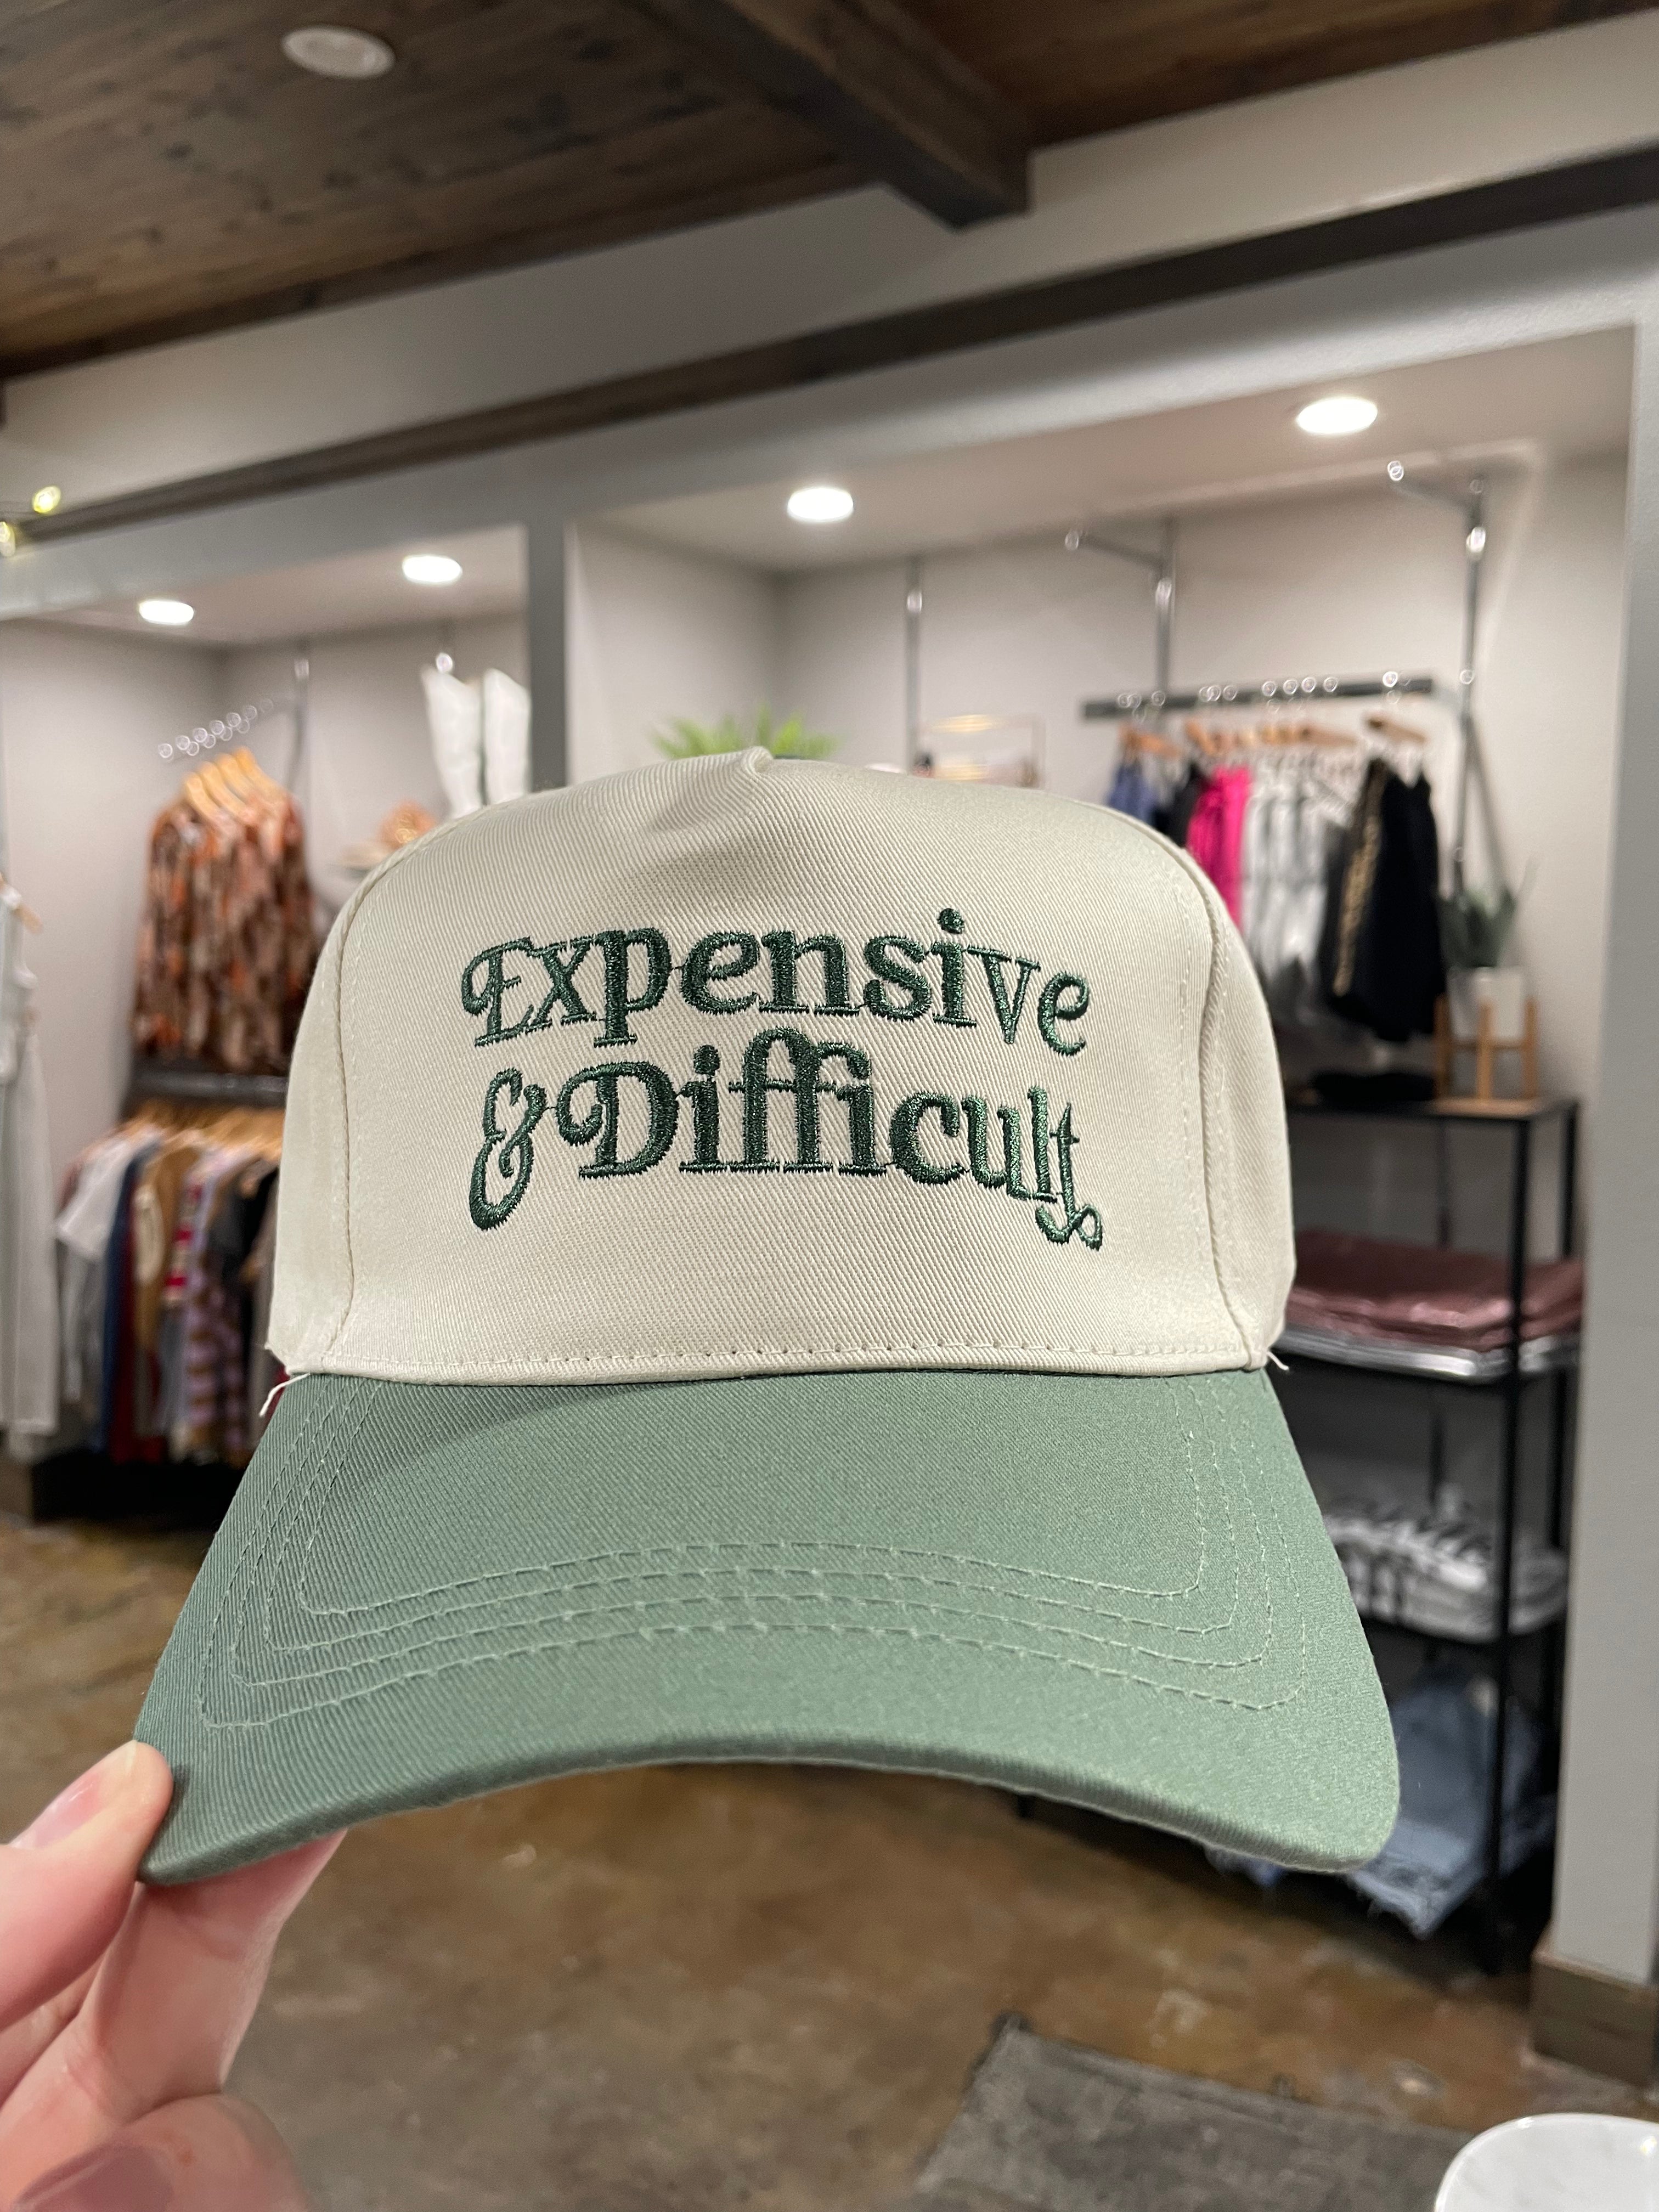 Expensive
& Difficult